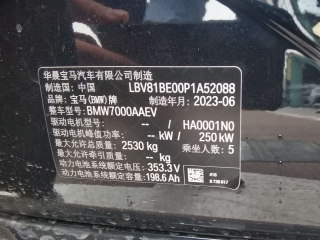 华晨宝马汽车有限公司制造
制造国：中国 LBV81BE00P1A52088
品牌：宝马(BMW)牌 制造年月：2023-06
整车型号：BMW7000AAEV
驱动电机型号：--/ HA0001N0
驱动电机峰值功率：-- kW / 250 kW
最大允许总质量：2530 kg 乘坐人数：5
最大允许牵引质量：-- kg
动力电池系统额定电压：353.3V
动力电池系统额定容量：198.6Ah